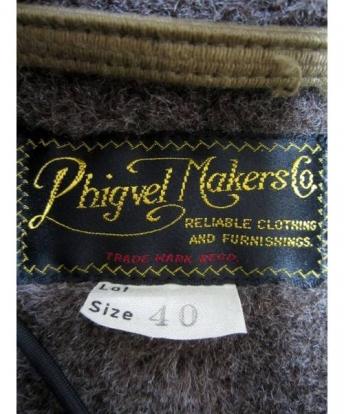 Phigvel Makers Co.
RELIABLE CLOTHING
AND FURNISHINGS.
TRADE MARK REGD.
Lot
Size 40